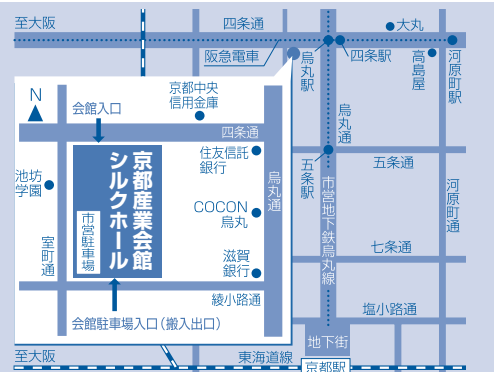 至大阪
四条通
大丸
阪急電車
烏丸駅
四条駅
高島屋
河原町駅
N
会館入口
京都中央
信用金庫
四条通
烏丸通
池坊
学園
京都産業会館
シルクホール
市営駐車場
住友信託
銀行
烏丸通
COCON
烏丸
滋賀
銀行
室町通
綾小路通
会館駐車場入口（搬入出口）
五条駅
五条通
市営地下鉄烏丸線
河原町通
七条通
塩小路通
地下街
至大阪
東海道線
京都駅